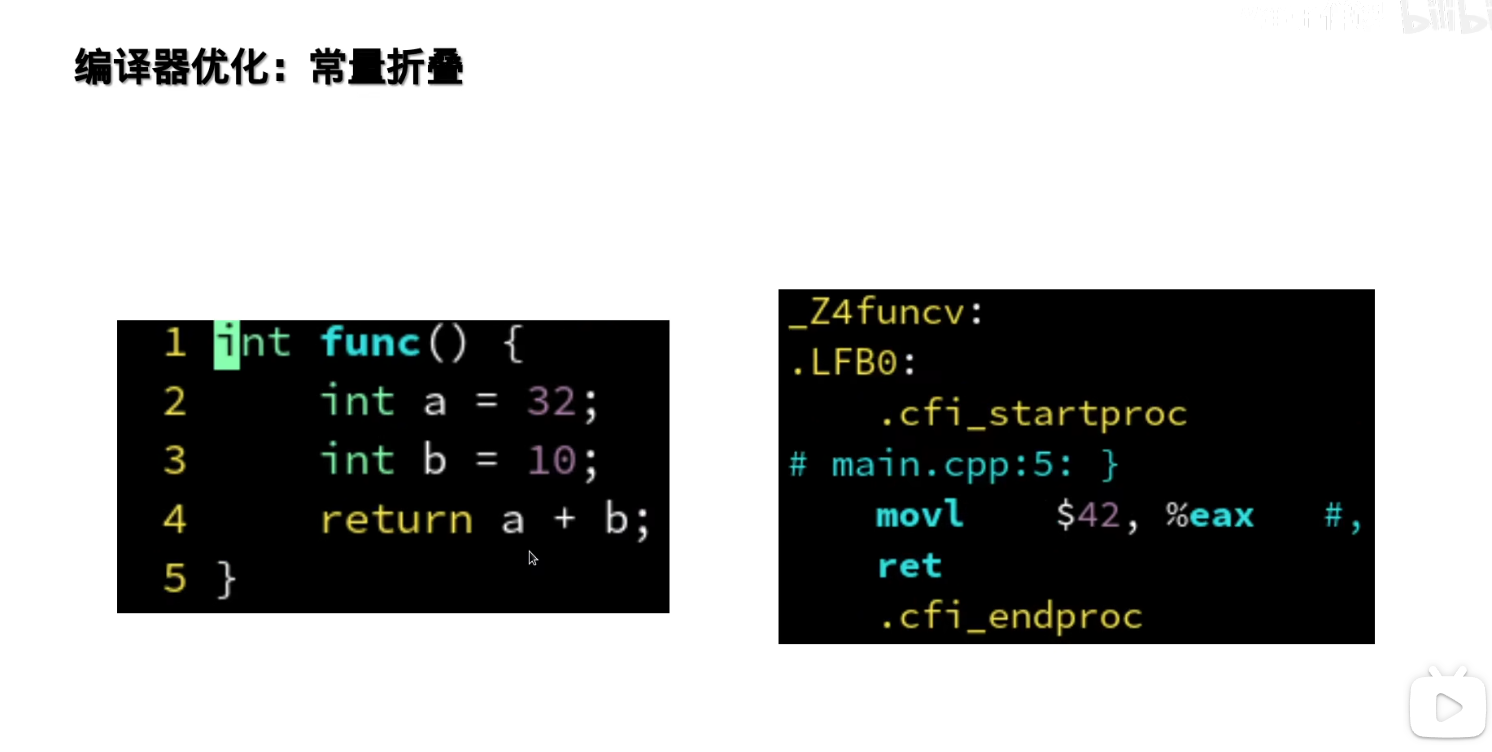 编译器优化：常量折叠
1 int func() {
2     int a = 32;
3     int b = 10;
4     return a + b;
5 }
_Z4funcv:
.LFB0:
    .cfi_startproc
# main.cpp:5: }
    movl    $42, %eax   #,
    ret
    .cfi_endproc